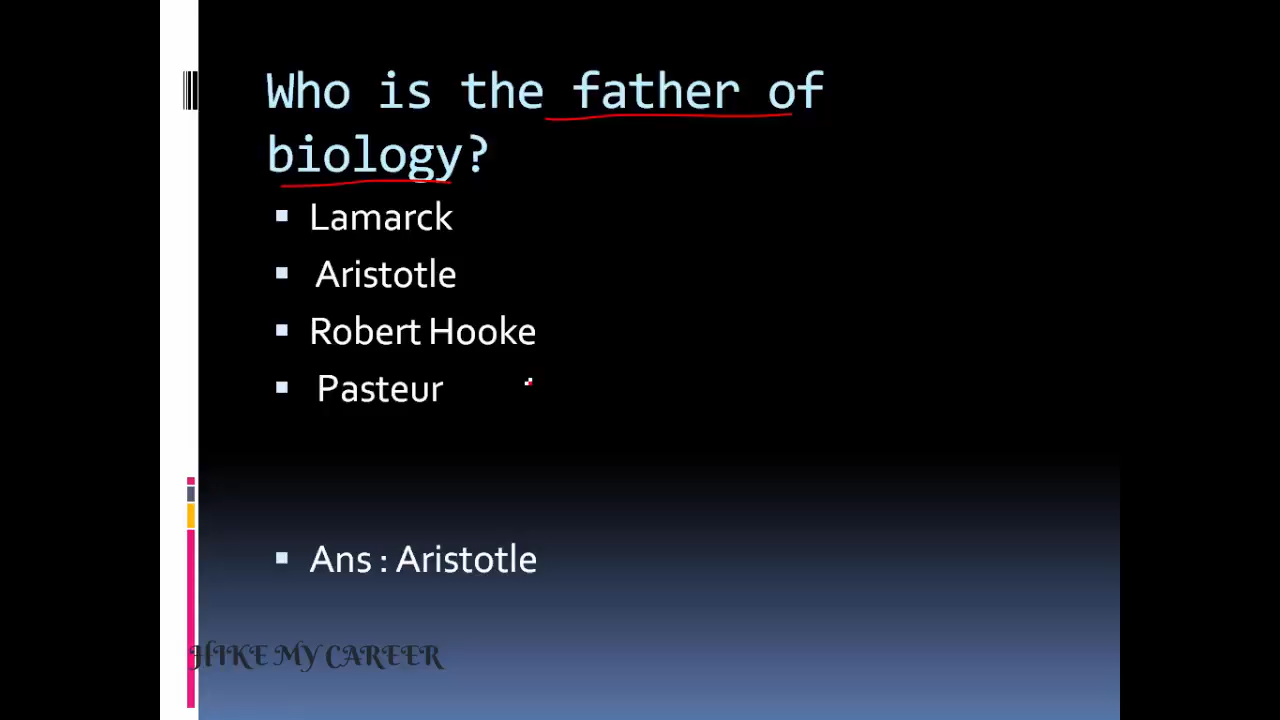 Who is the father of
biology?
Lamarck
Aristotle
Robert Hooke
Pasteur
Ans : Aristotle
HIKE MY CAREER